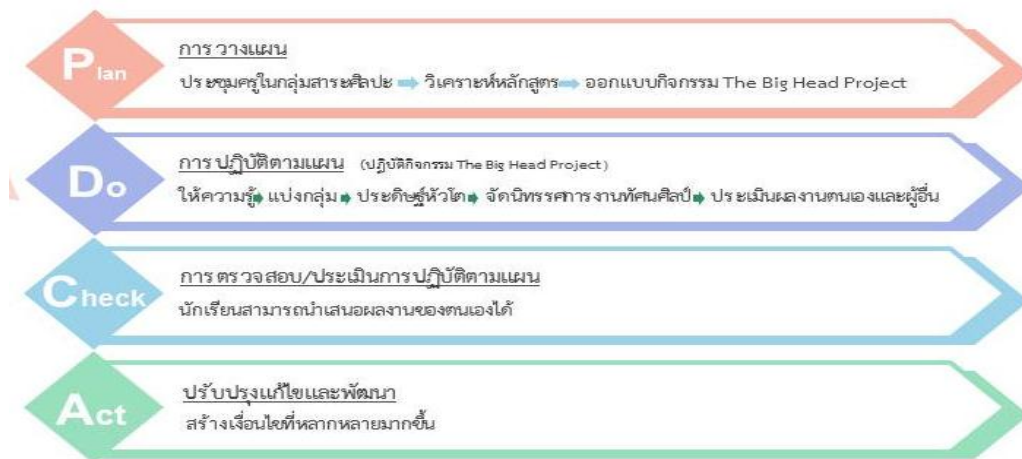 Plan
การวางแผน
ประชุมครูในกลุ่มสาระศิลปะ ➡ วิเคราะห์หลักสูตร ➡ ออกแบบกิจกรรม The Big Head Project
Do
การปฏิบัติตามแผน (ปฏิบัติกิจกรรม The Big Head Project)
ให้ความรู้ ➡ แบ่งกลุ่ม ➡ ประดิษฐ์หัวโต ➡ จัดนิทรรศการงานทัศนศิลป์ ➡ ประเมินผลงานตนเองและผู้อื่น
Check
การตรวจสอบ/ประเมินการปฏิบัติตามแผน
นักเรียนสามารถนำเสนอผลงานของตนเองได้
Act
ปรับปรุงแก้ไขและพัฒนา
สร้างเงื่อนไขที่หลากหลายมากขึ้น